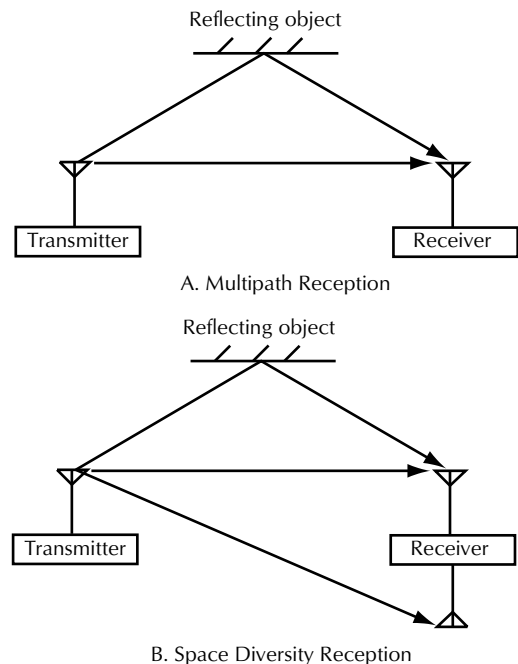 Reflecting object
Transmitter
Receiver
A. Multipath Reception
Reflecting object
Transmitter
Receiver
B. Space Diversity Reception